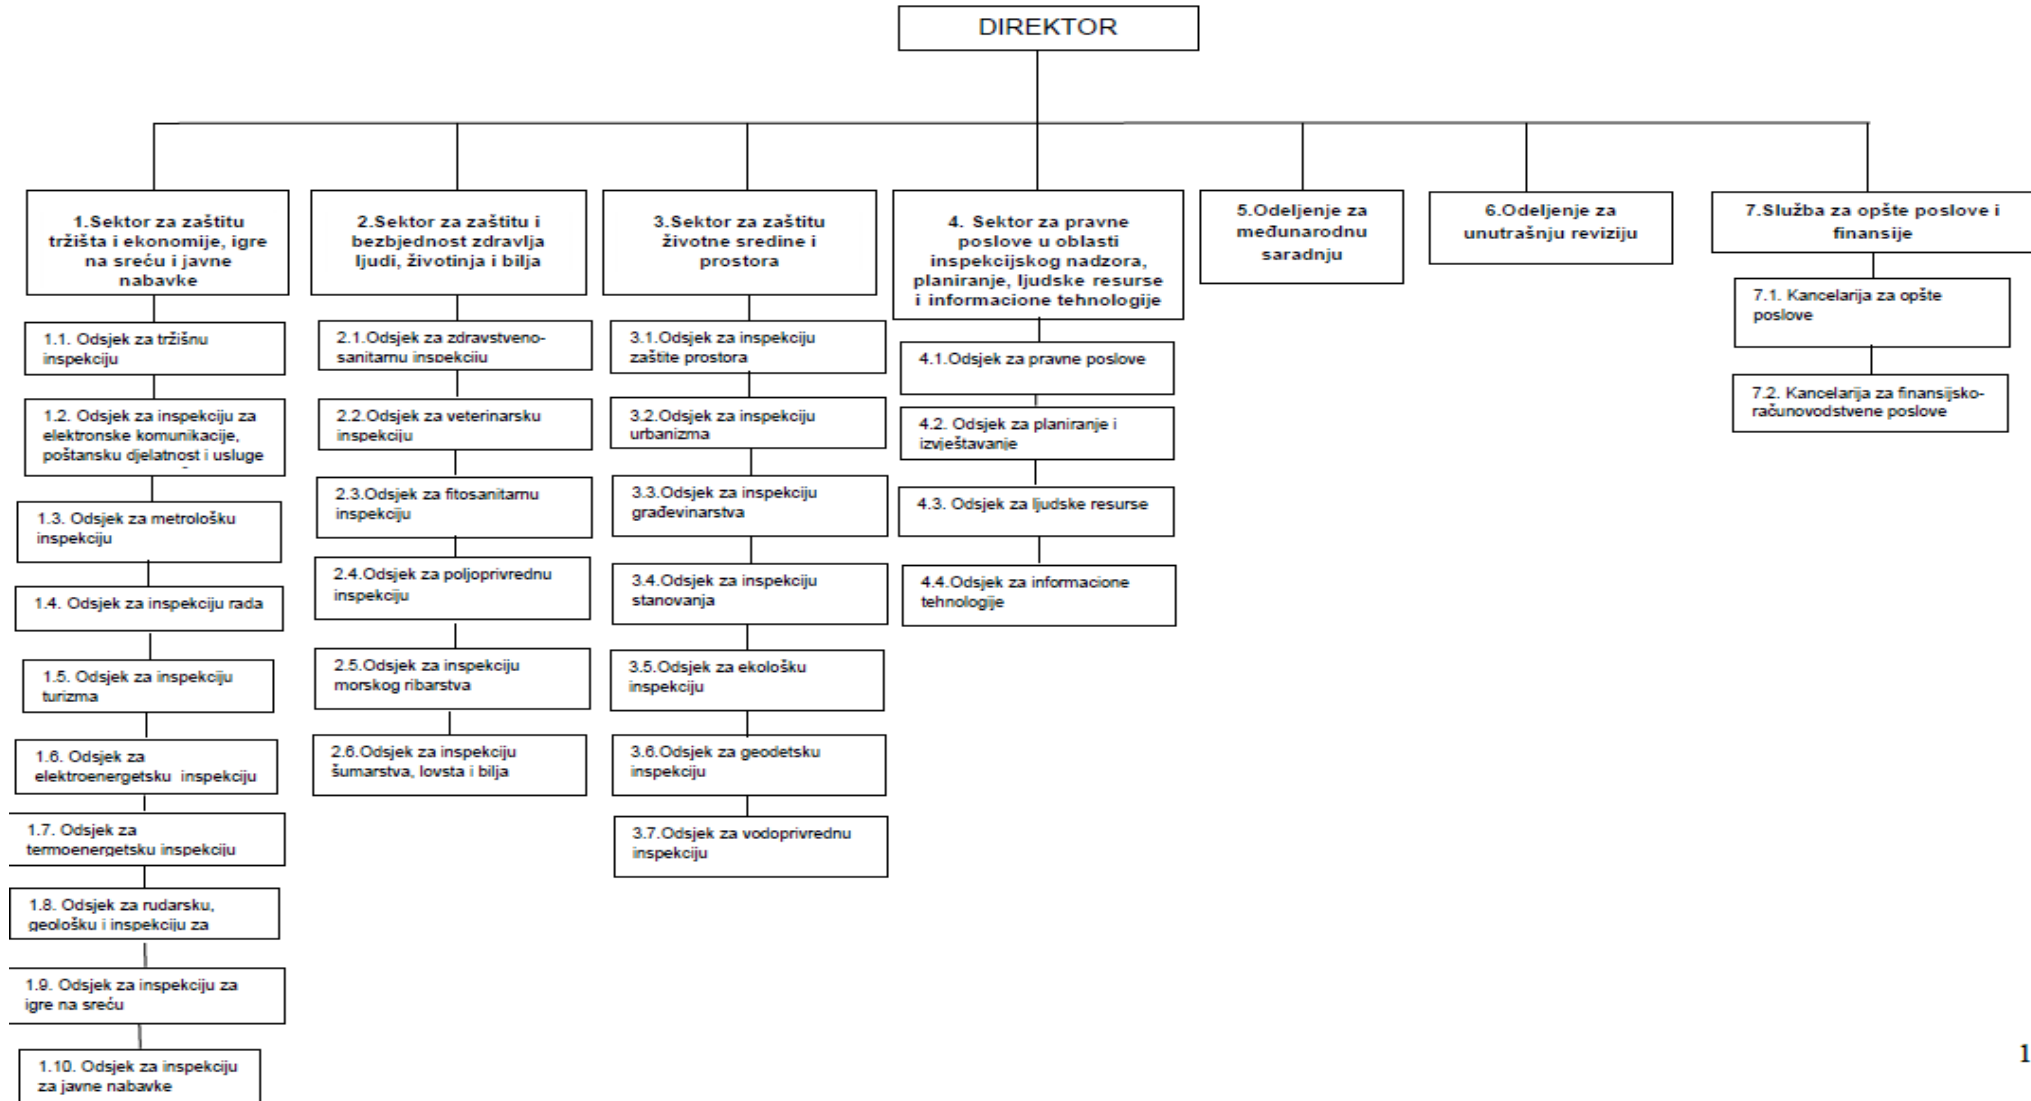 DIREKTOR
1.Sektor za zaštitu
tržišta i ekonomije, igre
na sreću i javne
nabavke
1.1. Odsjek za tržišnu
inspekciju
1.2. Odsjek za inspekciju za
elektronske komunikacije,
poštansku djelatnost i usluge
1.3. Odsjek za metrološku
inspekciju
1.4. Odsjek za inspekciju rada
1.5. Odsjek za inspekciju
turizma
1.6. Odsjek za
elektroenergetsku inspekciju
1.7. Odsjek za
termoenergetsku inspekciju
1.8. Odsjek za rudarsku,
geološku i inspekciju za
1.9. Odsjek za inspekciju za
igre na sreću
1.10. Odsjek za inspekciju
za javne nabavke
2.Sektor za zaštitu i
bezbjednost zdravlja
ljudi, životinja i bilja
2.1.Odsjek za zdravstveno-
sanitarnu inspekciju
2.2.Odsjek za veterinarsku
inspekciju
2.3.Odsjek za fitosanitarnu
inspekciju
2.4.Odsjek za poljoprivrednu
inspekciju
2.5.Odsjek za inspekciju
morskog ribarstva
2.6.Odsjek za inspekciju
šumarstva, lovsta i bilja
3.Sektor za zaštitu
životne sredine i
prostora
3.1.Odsjek za inspekciju
zaštite prostora
3.2.Odsjek za inspekciju
urbanizma
3.3.Odsjek za inspekciju
građevinarstva
3.4.Odsjek za inspekciju
stanovanja
3.5.Odsjek za ekološku
inspekciju
3.6.Odsjek za geodetsku
inspekciju
3.7.Odsjek za vodoprivrednu
inspekciju
4. Sektor za pravne
poslove u oblasti
inspekcijskog nadzora,
planiranje, ljudske resurse
i informacione tehnologije
4.1.Odsjek za pravne poslove
4.2. Odsjek za planiranje i
izvještavanje
4.3. Odsjek za ljudske resurse
4.4.Odsjek za informacione
tehnologije
5.Odeljenje za
međunarodnu
saradnju
6.Odeljenje za
unutrašnju reviziju
7.Služba za opšte poslove i
finansije
7.1. Kancelarija za opšte
poslove
7.2. Kancelarija za finansijsko-
računovodstvene poslove
1